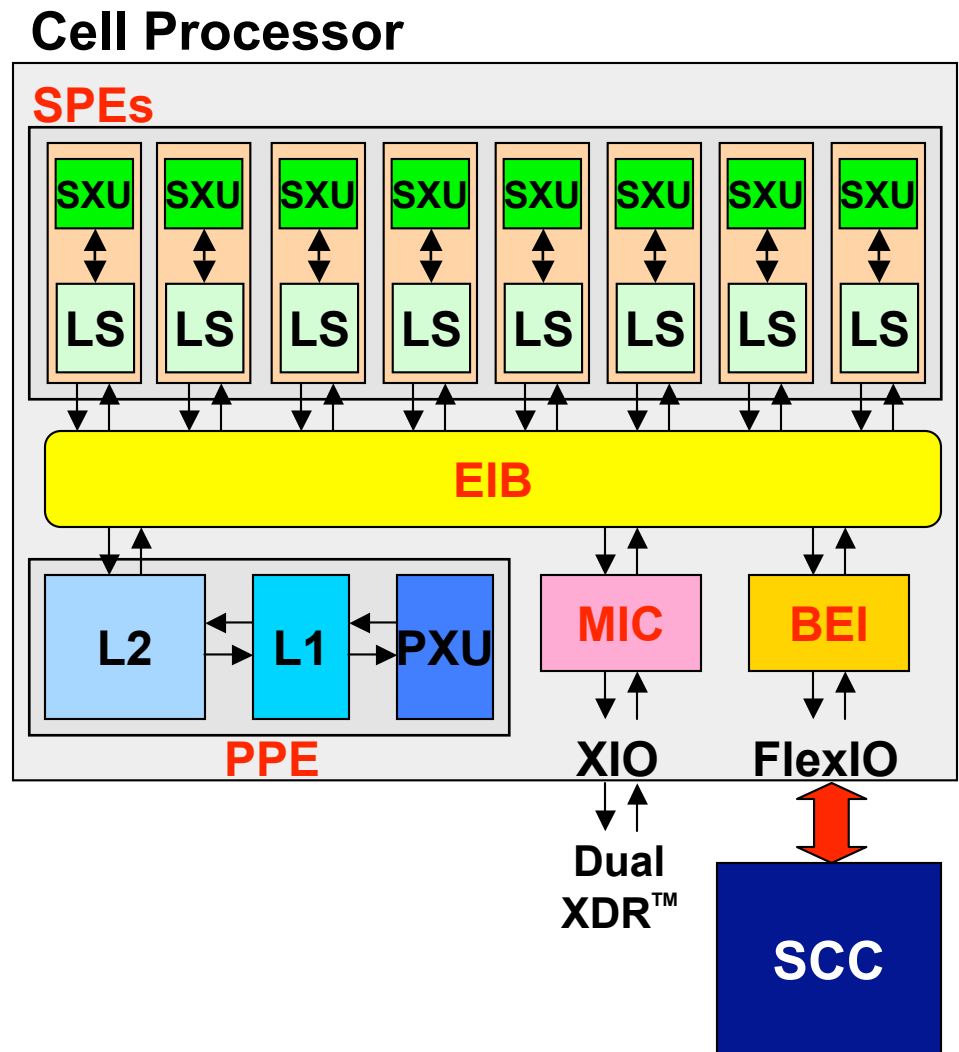 Cell Processor
SPEs
SXU SXU SXU SXU SXU SXU SXU SXU
LS LS LS LS LS LS LS LS
EIB
L2 L1 PXU MIC BEI
PPE XIO FlexIO
Dual
XDR™
SCC